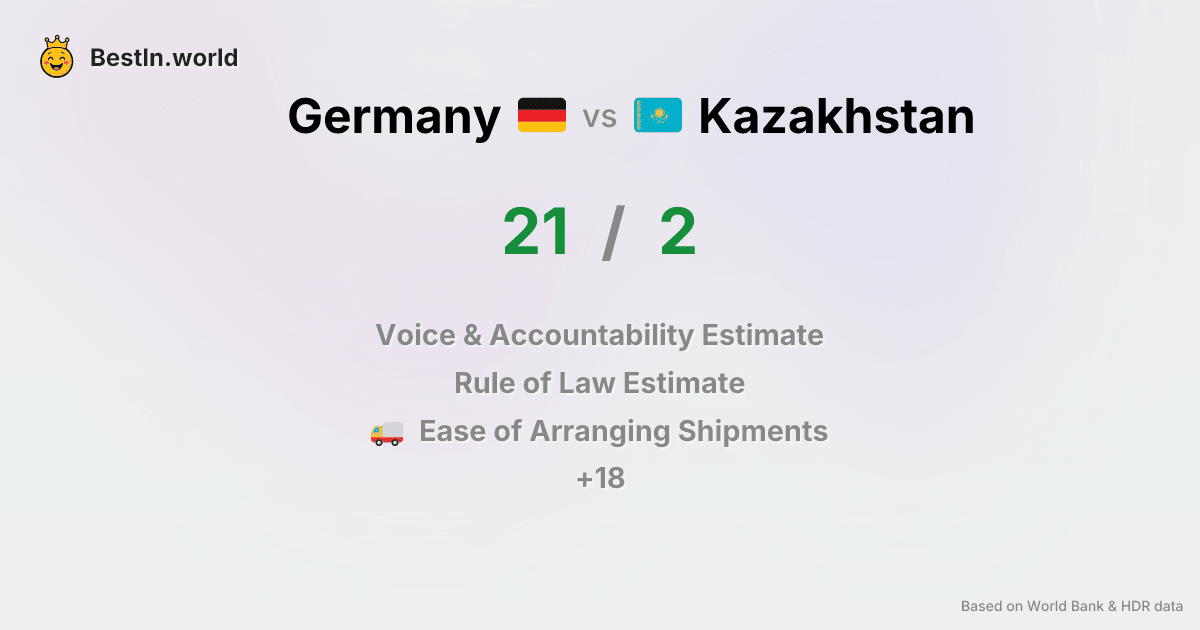 BestIn.world
Germany vs Kazakhstan
21 / 2
Voice & Accountability Estimate
Rule of Law Estimate
Ease of Arranging Shipments
+18
Based on World Bank & HDR data